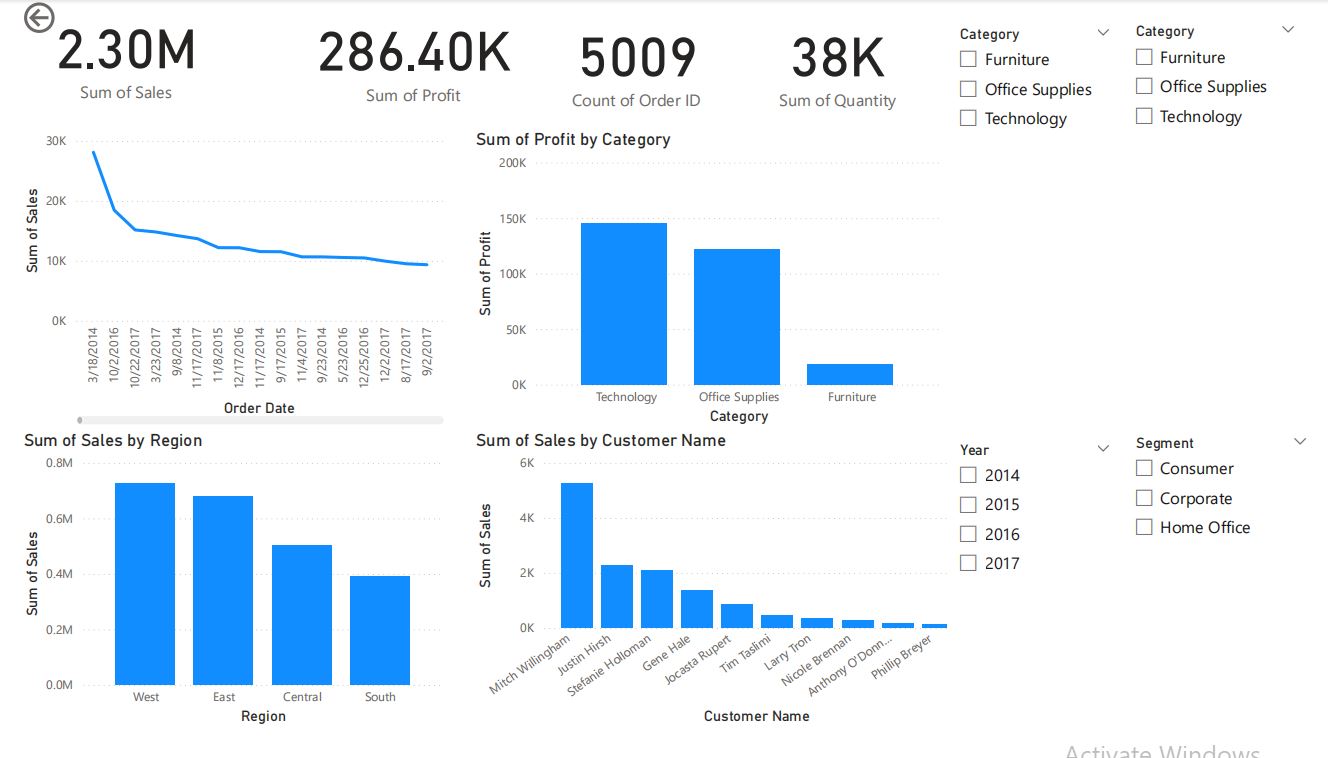 2.30M
Sum of Sales
286.40K
Sum of Profit
5009
Count of Order ID
38K
Sum of Quantity
Category
Furniture
Office Supplies
Technology
Category
Furniture
Office Supplies
Technology
30K
20K
10K
0K
Sum of Sales
3/18/2014
10/2/2016
10/22/2017
3/23/2017
9/8/2014
11/17/2017
11/8/2015
12/17/2016
11/17/2014
9/17/2015
11/4/2017
9/23/2014
5/23/2016
12/25/2016
12/2/2017
8/17/2017
9/2/2017
Order Date
Sum of Profit by Category
200K
150K
100K
50K
0K
Sum of Profit
Technology
Office Supplies
Furniture
Category
Sum of Sales by Region
0.8M
0.6M
0.4M
0.2M
0.0M
Sum of Sales
West
East
Central
South
Region
Sum of Sales by Customer Name
6K
4K
2K
0K
Sum of Sales
Mitch Willingham
Justin Hirsh
Stefanie Holloman
Gene Hale
Jocasta Rupert
Tim Taslimi
Larry Tron
Nicole Brennan
Anthony O'Donn...
Phillip Breyer
Customer Name
Year
2014
2015
2016
2017
Segment
Consumer
Corporate
Home Office
Activate Windows